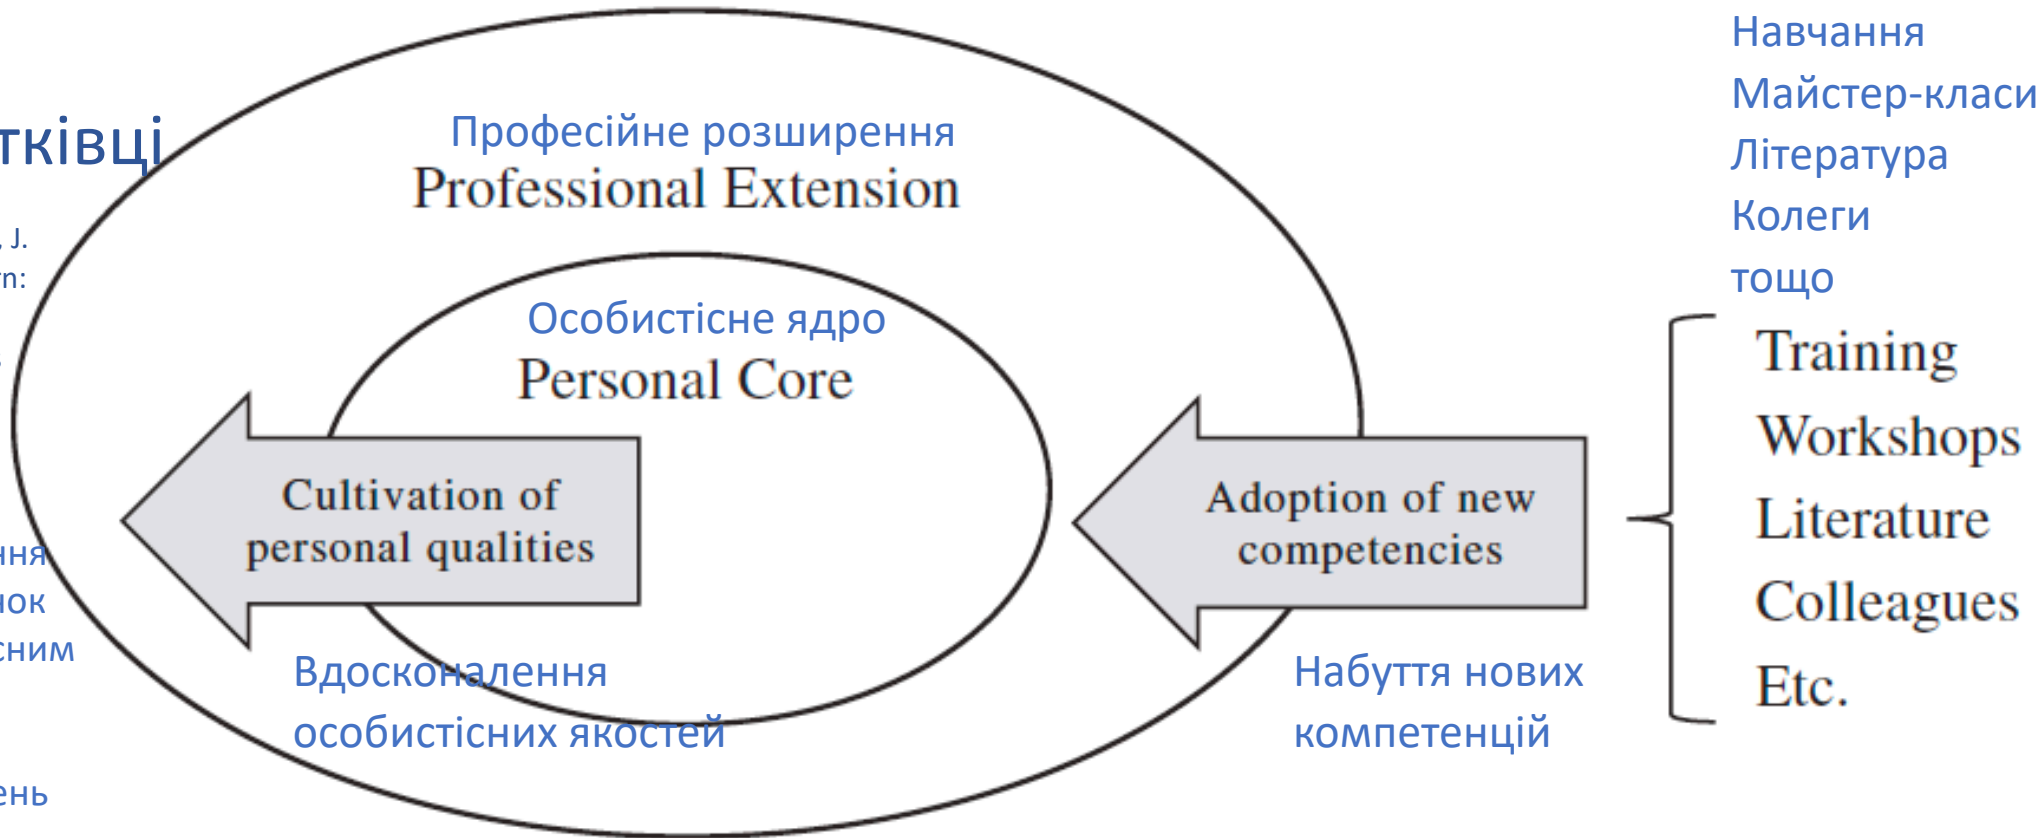 Професійне розширення
Professional Extension
Особистісне ядро
Personal Core
Cultivation of
personal qualities
Вдосконалення
особистісних якостей
Adoption of new
competencies
Набуття нових
компетенцій
Навчання
Майстер-класи
Література
Колеги
тощо
Training
Workshops
Literature
Colleagues
Etc.
J.